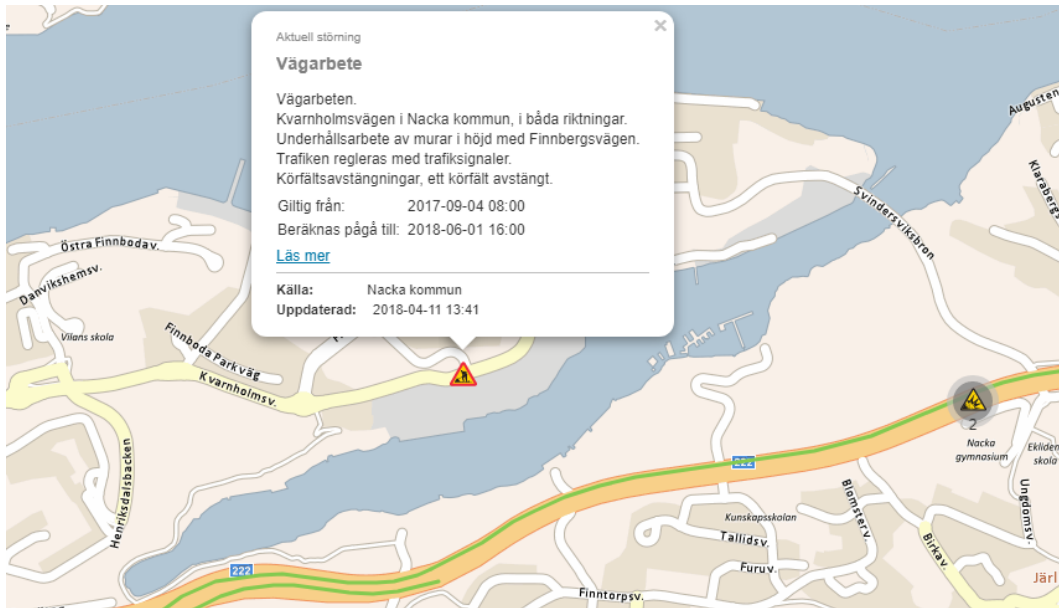 Aktuell störning
Vägarbete
Vägarbeten.
Kvarnholmsvägen i Nacka kommun, i båda riktningar.
Underhållsarbete av murar i höjd med Finnbergsvägen.
Trafiken regleras med trafiksignaler.
Körfältsavstängningar, ett körfält avstängt.
Giltig från: 2017-09-04 08:00
Beräknas pågå till: 2018-06-01 16:00
Läs mer
Källa: Nacka kommun
Uppdaterad: 2018-04-11 13:41
Augusten
Klarabergs
Svindersviksbron
Östra Finnbodav.
Danvikshemsv.
Vilans skola
Finnboda Parkväg
Kvarnholmsv.
Henriksdalsbacken
2
Nacka
gymnasium
Ekliden
skola
222
Ungdomsv.
Blomsterv.
Kunskapsskolan
Tallidsv.
Birkav.
222
Furuv.
Järl
Finntorpsv.